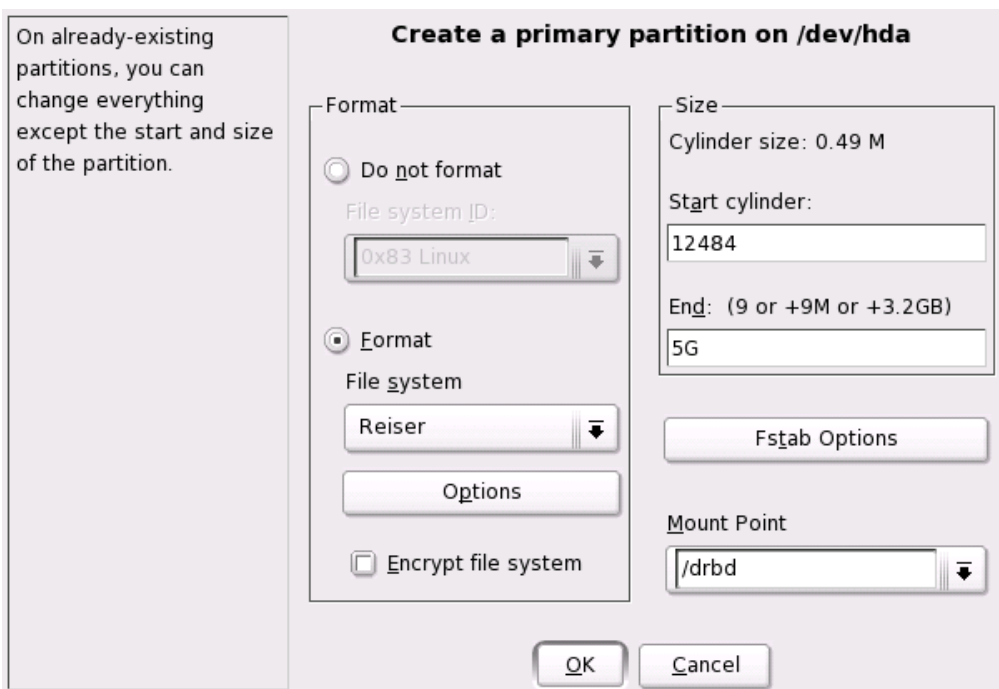 On already-existing
partitions, you can
change everything
except the start and size
of the partition.
Create a primary partition on /dev/hda
Format
Do not format
File system ID:
0x83 Linux
Format
File system
Reiser
Options
Encrypt file system
Size
Cylinder size: 0.49 M
Start cylinder:
12484
End: (9 or +9M or +3.2GB)
5G
Fstab Options
Mount Point
/drbd
OK
Cancel